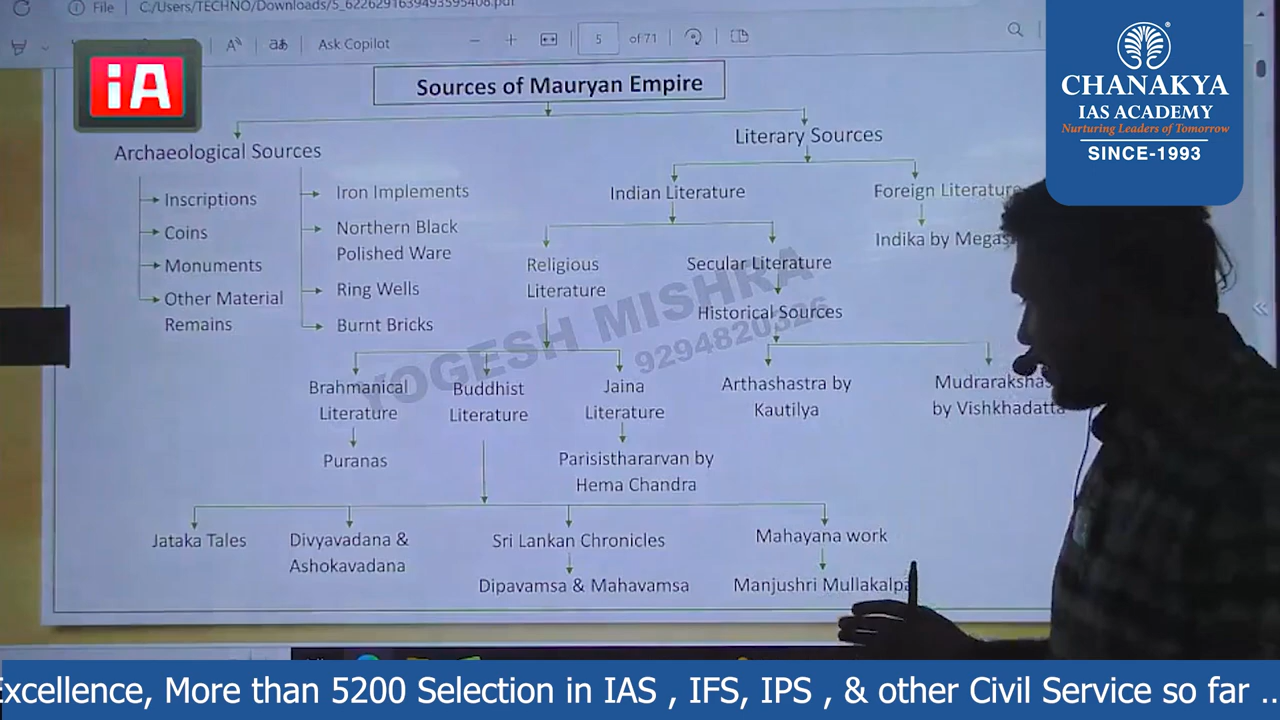 File
C:/Users/TECHNO/Downloads/5_6226291639493595408.pdf
Ask Copilot
5
of 71
iA
CHANAKYA
IAS ACADEMY
Nurturing Leaders of Tomorrow
SINCE-1993
Sources of Mauryan Empire
Archaeological Sources
Inscriptions
Coins
Monuments
Other Material
Remains
Iron Implements
Northern Black
Polished Ware
Ring Wells
Burnt Bricks
Literary Sources
Indian Literature
Foreign Literature
Indika by Megas
Religious
Literature
Secular Literature
Historical Sources
YOGESH MISHRA
9294820326
Brahmanical
Literature
Puranas
Buddhist
Literature
Jaina
Literature
Parisisthararvan by
Hema Chandra
Arthashastra by
Kautilya
Mudrarakshas
by Vishkhadatta
Jataka Tales
Divyavadana &
Ashokavadana
Sri Lankan Chronicles
Dipavamsa & Mahavamsa
Mahayana work
Manjushri Mullakalpa
Excellence, More than 5200 Selection in IAS , IFS, IPS , & other Civil Service so far ..